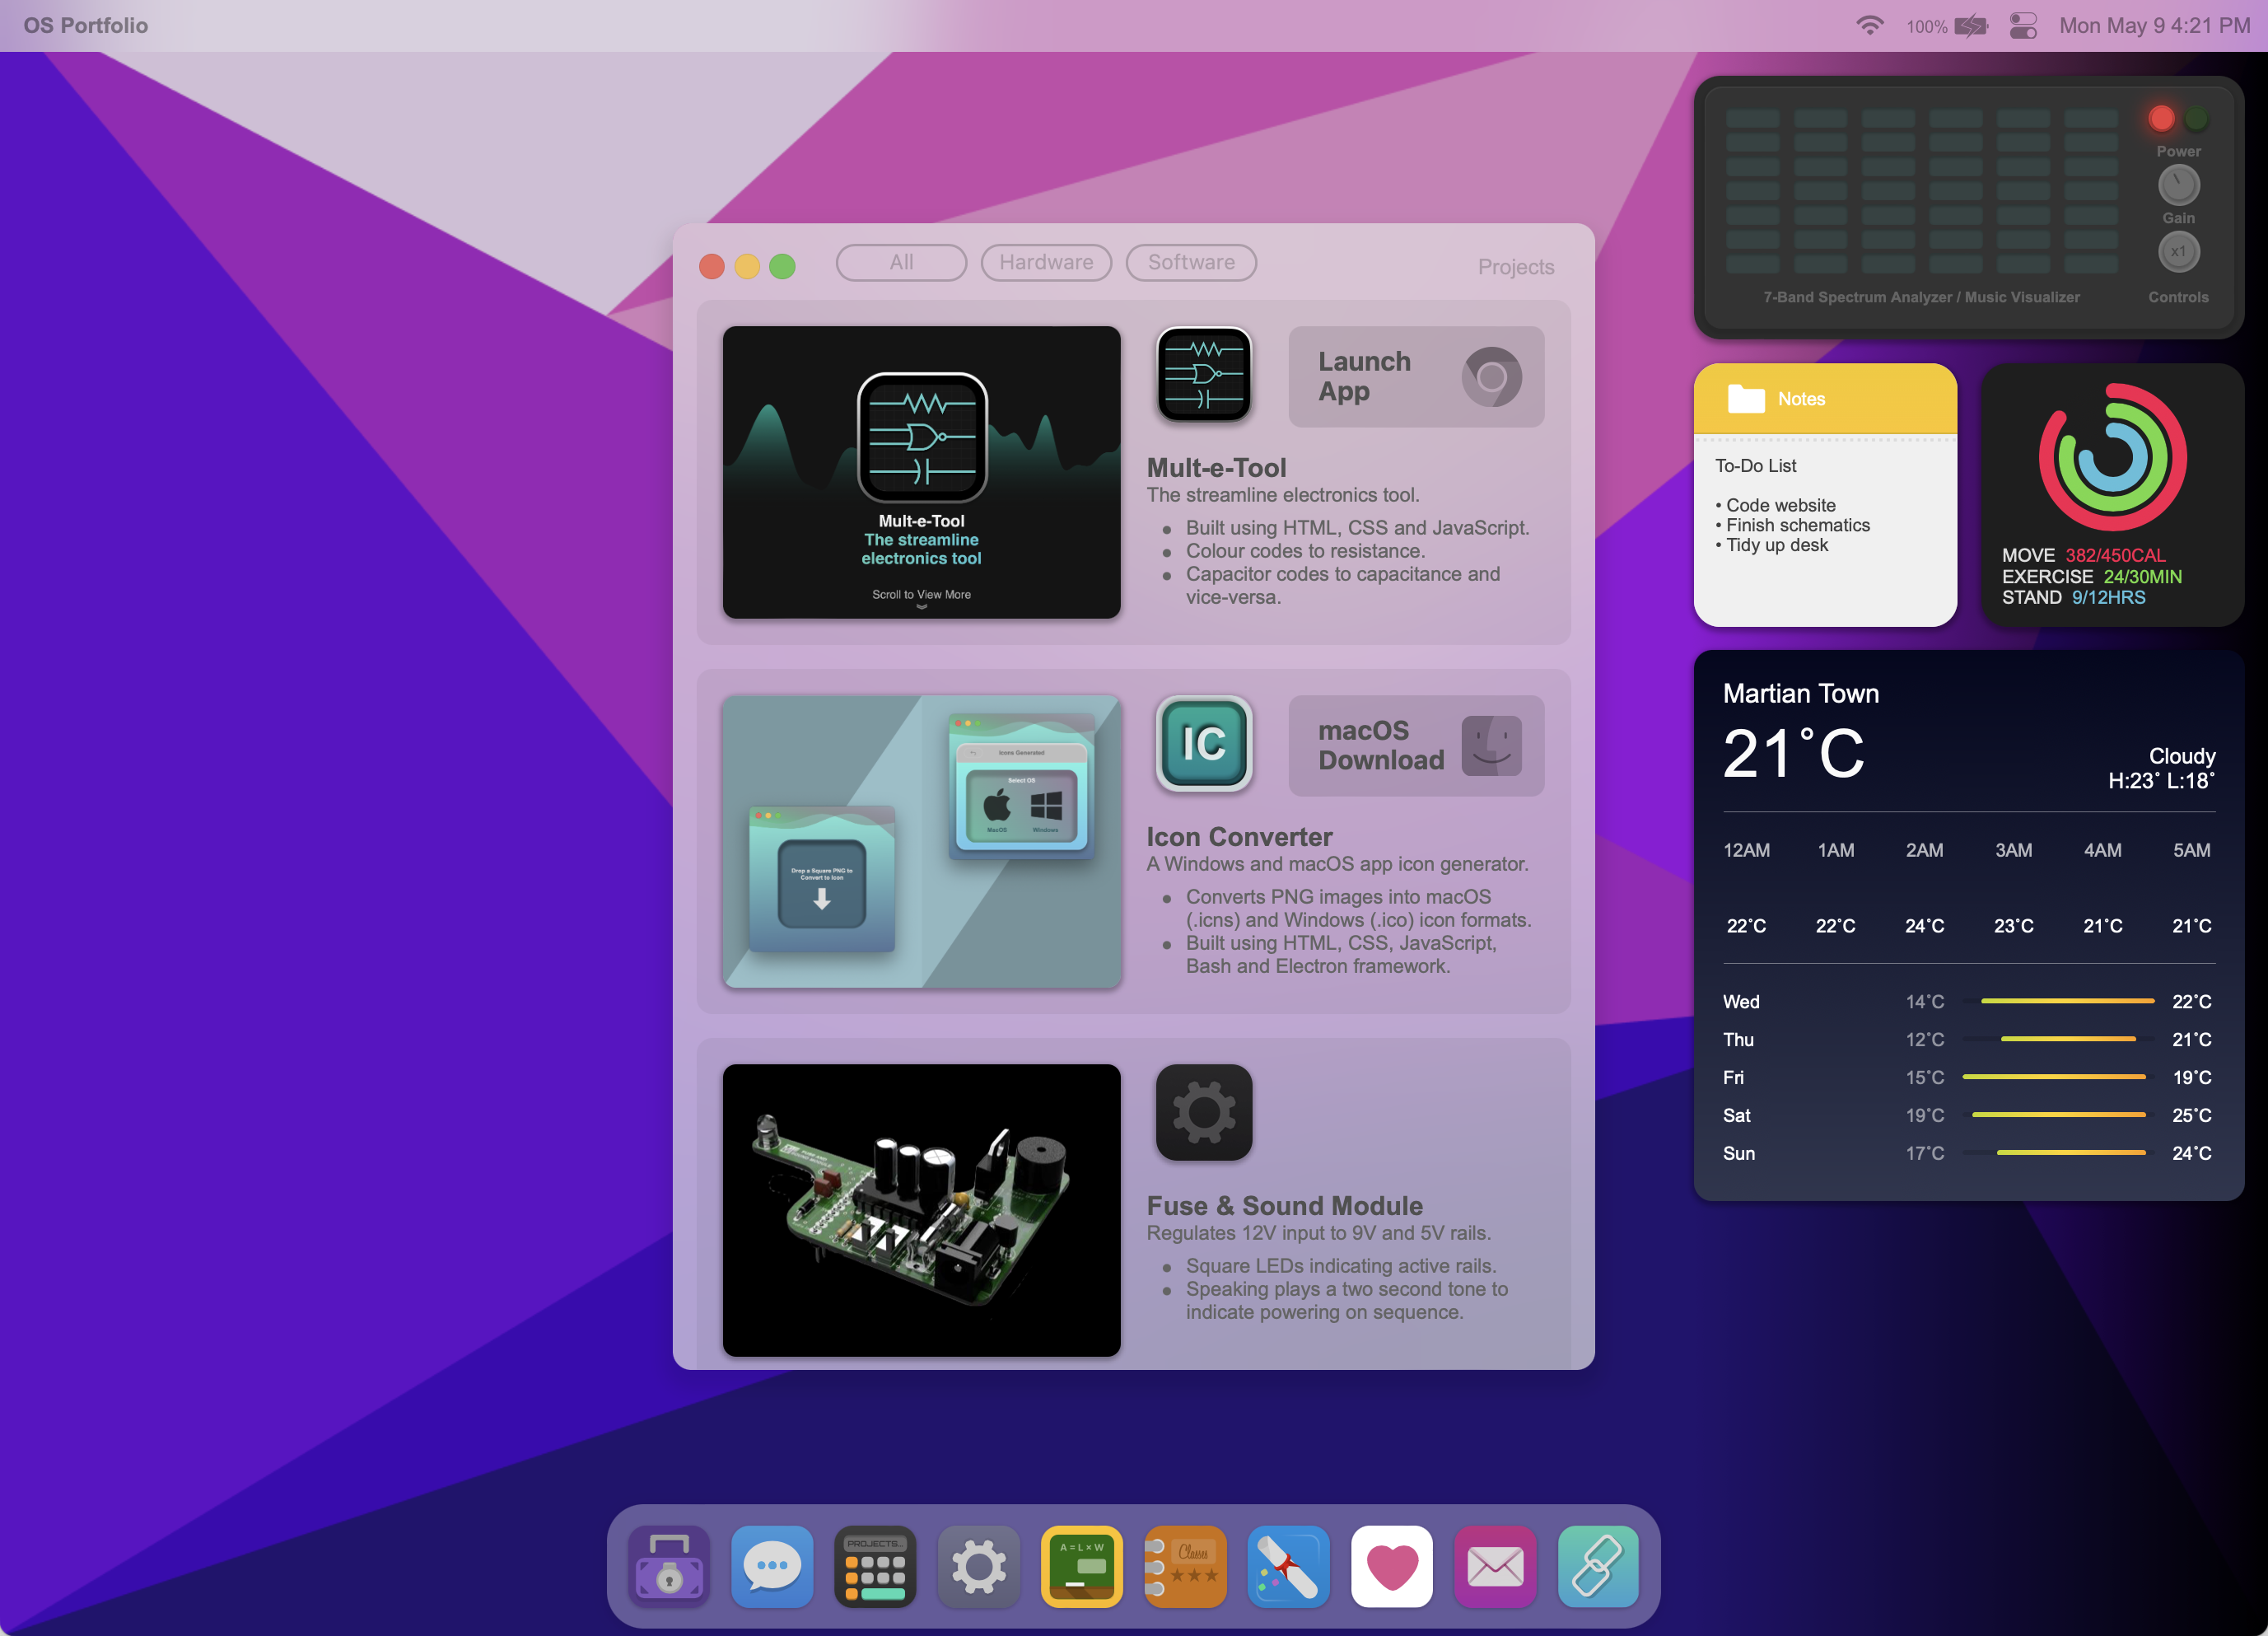 OS Portfolio
100%
Mon May 9 4:21 PM
All
Hardware
Software
Projects
Mult-e-Tool
The streamline
electronics tool
Scroll to View More
Launch
App
Mult-e-Tool
The streamline electronics tool.
• Built using HTML, CSS and JavaScript.
• Colour codes to resistance.
• Capacitor codes to capacitance and
vice-versa.
Icons Generated
Select OS
MacOS
Windows
Drop a Square PNG to
Convert to Icon
IC
macOS
Download
Icon Converter
A Windows and macOS app icon generator.
• Converts PNG images into macOS
(.icns) and Windows (.ico) icon formats.
• Built using HTML, CSS, JavaScript,
Bash and Electron framework.
Fuse & Sound Module
Regulates 12V input to 9V and 5V rails.
• Square LEDs indicating active rails.
• Speaking plays a two second tone to
indicate powering on sequence.
Power
Gain
x1
7-Band Spectrum Analyzer / Music Visualizer
Controls
Notes
To-Do List
• Code website
• Finish schematics
• Tidy up desk
MOVE 382/450CAL
EXERCISE 24/30MIN
STAND 9/12HRS
Martian Town
21°C
Cloudy
H:23° L:18°
12AM 1AM 2AM 3AM 4AM 5AM
22°C 22°C 24°C 23°C 21°C 21°C
Wed 14°C 22°C
Thu 12°C 21°C
Fri 15°C 19°C
Sat 19°C 25°C
Sun 17°C 24°C
PROJECTS...
A = L × W
Classes